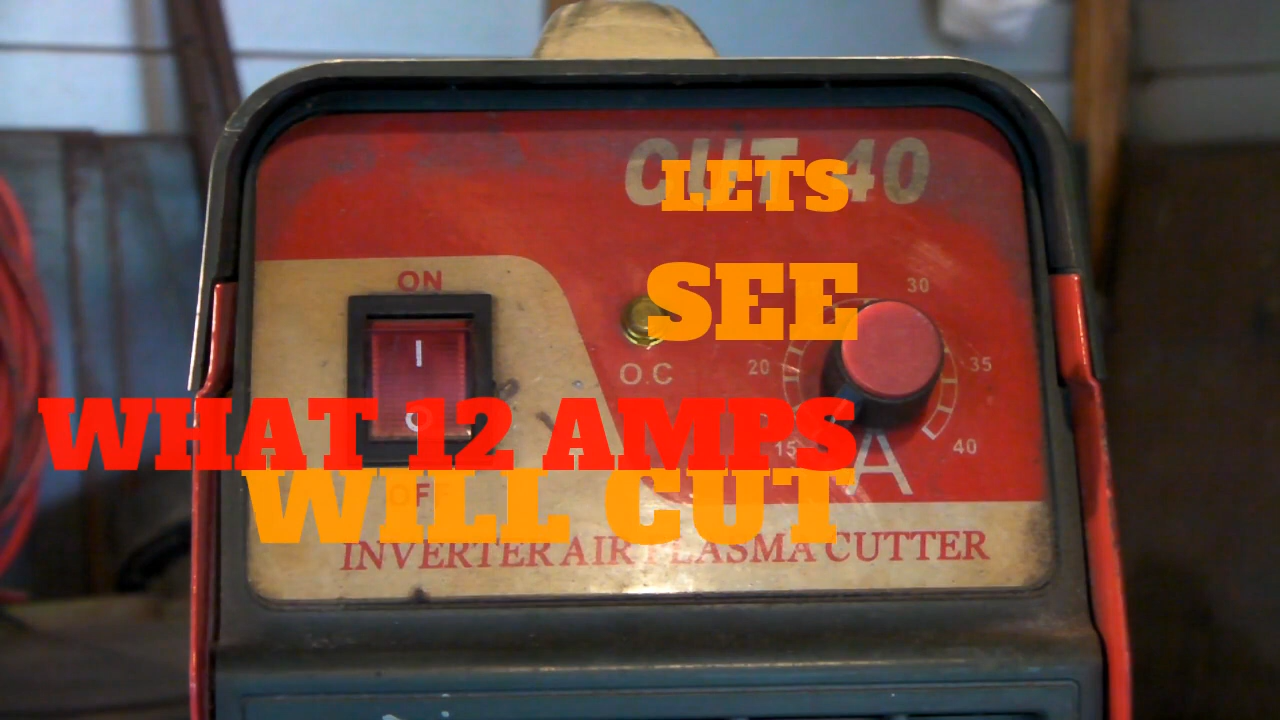 CUT 40
LETS
ON
SEE
30
20
35
O.C
WHAT 12 AMPS
15
40
A
WILL CUT
OFF
INVERTER AIR PLASMA CUTTER